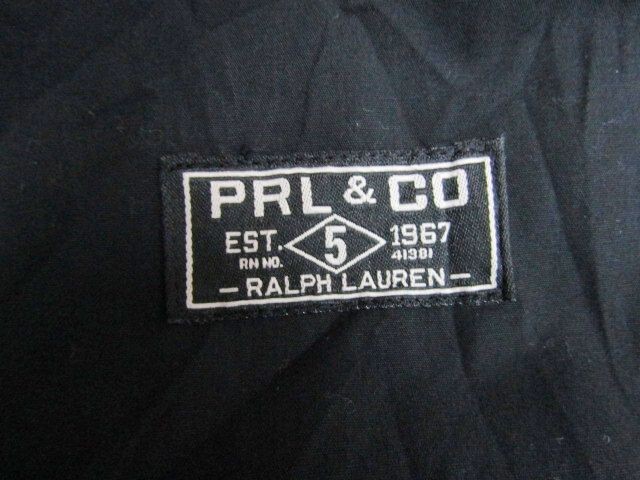 PRL & CO
EST. 5 1967
RN NO. 41381
— RALPH LAUREN —